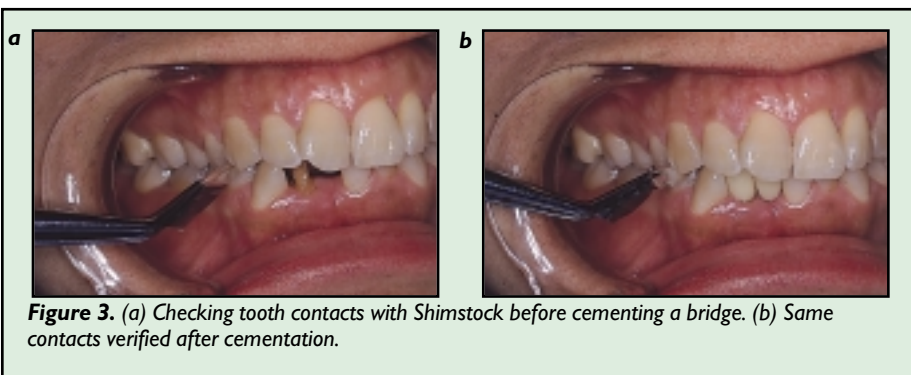 a
b
Figure 3. (a) Checking tooth contacts with Shimstock before cementing a bridge. (b) Same
contacts verified after cementation.